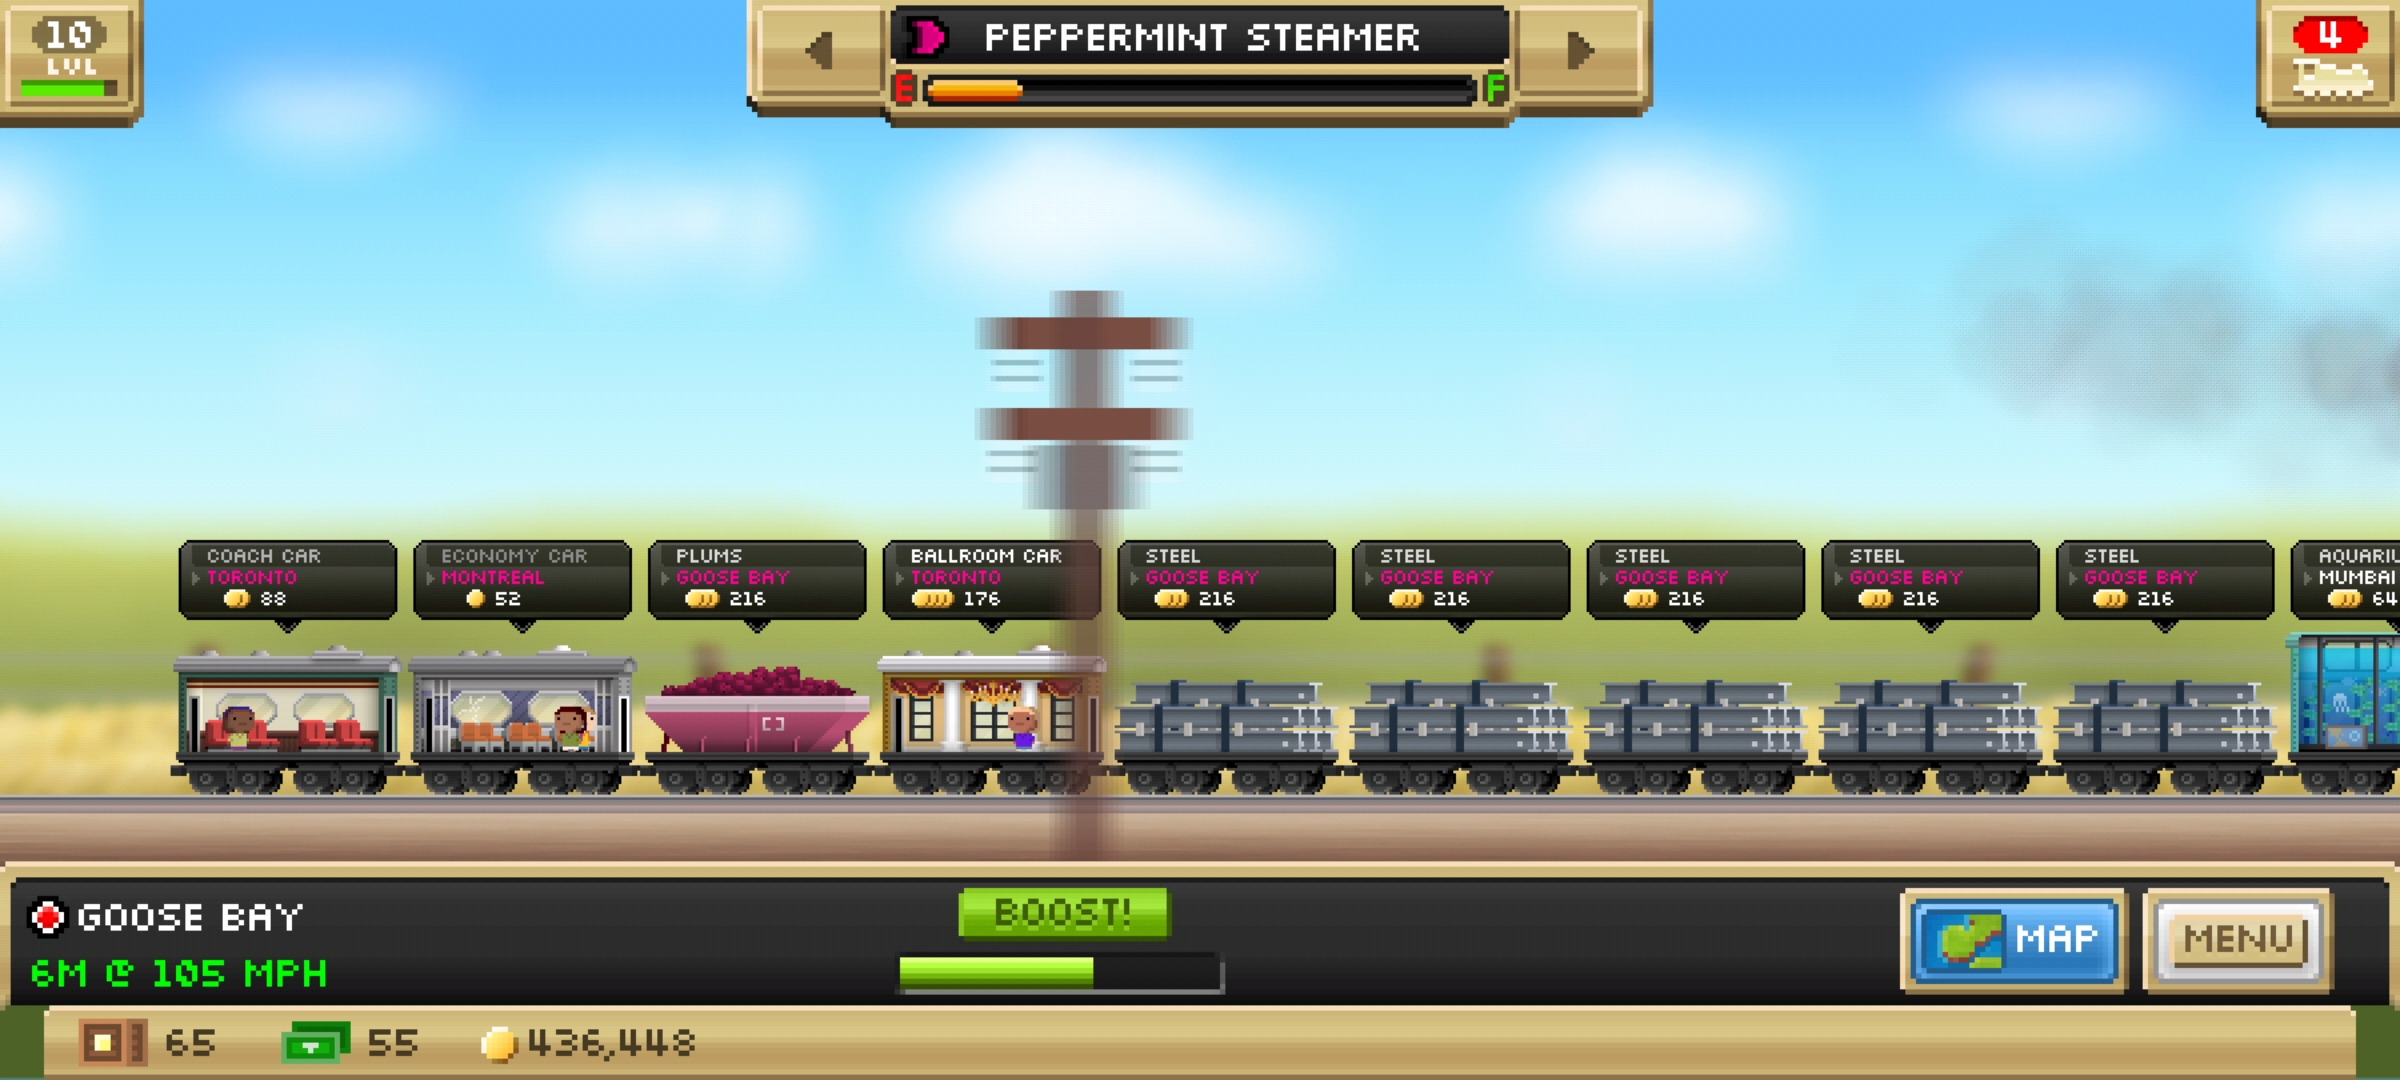 10
LVL
PEPPERMINT STEAMER
E
F
4
COACH CAR
TORONTO
88
ECONOMY CAR
MONTREAL
52
PLUMS
GOOSE BAY
216
BALLROOM CAR
TORONTO
176
STEEL
GOOSE BAY
216
STEEL
GOOSE BAY
216
STEEL
GOOSE BAY
216
STEEL
GOOSE BAY
216
STEEL
GOOSE BAY
216
MUMBAI
GOOSE BAY
6M @ 105 MPH
BOOST!
MAP
MENU
65
55
436,448